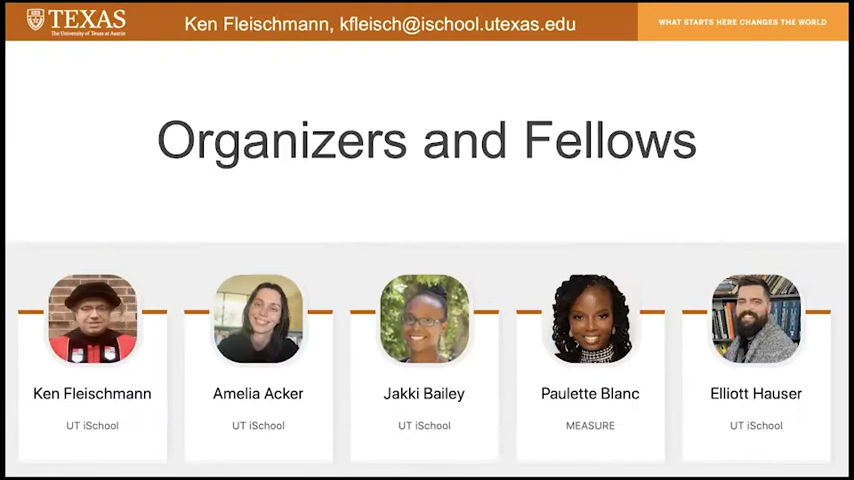 TEXAS
The University of Texas at Austin
Ken Fleischmann, kfleisch@ischool.utexas.edu
WHAT STARTS HERE CHANGES THE WORLD
Organizers and Fellows
Ken Fleischmann
UT iSchool
Amelia Acker
UT iSchool
Jakki Bailey
UT iSchool
Paulette Blanc
MEASURE
Elliott Hauser
UT iSchool